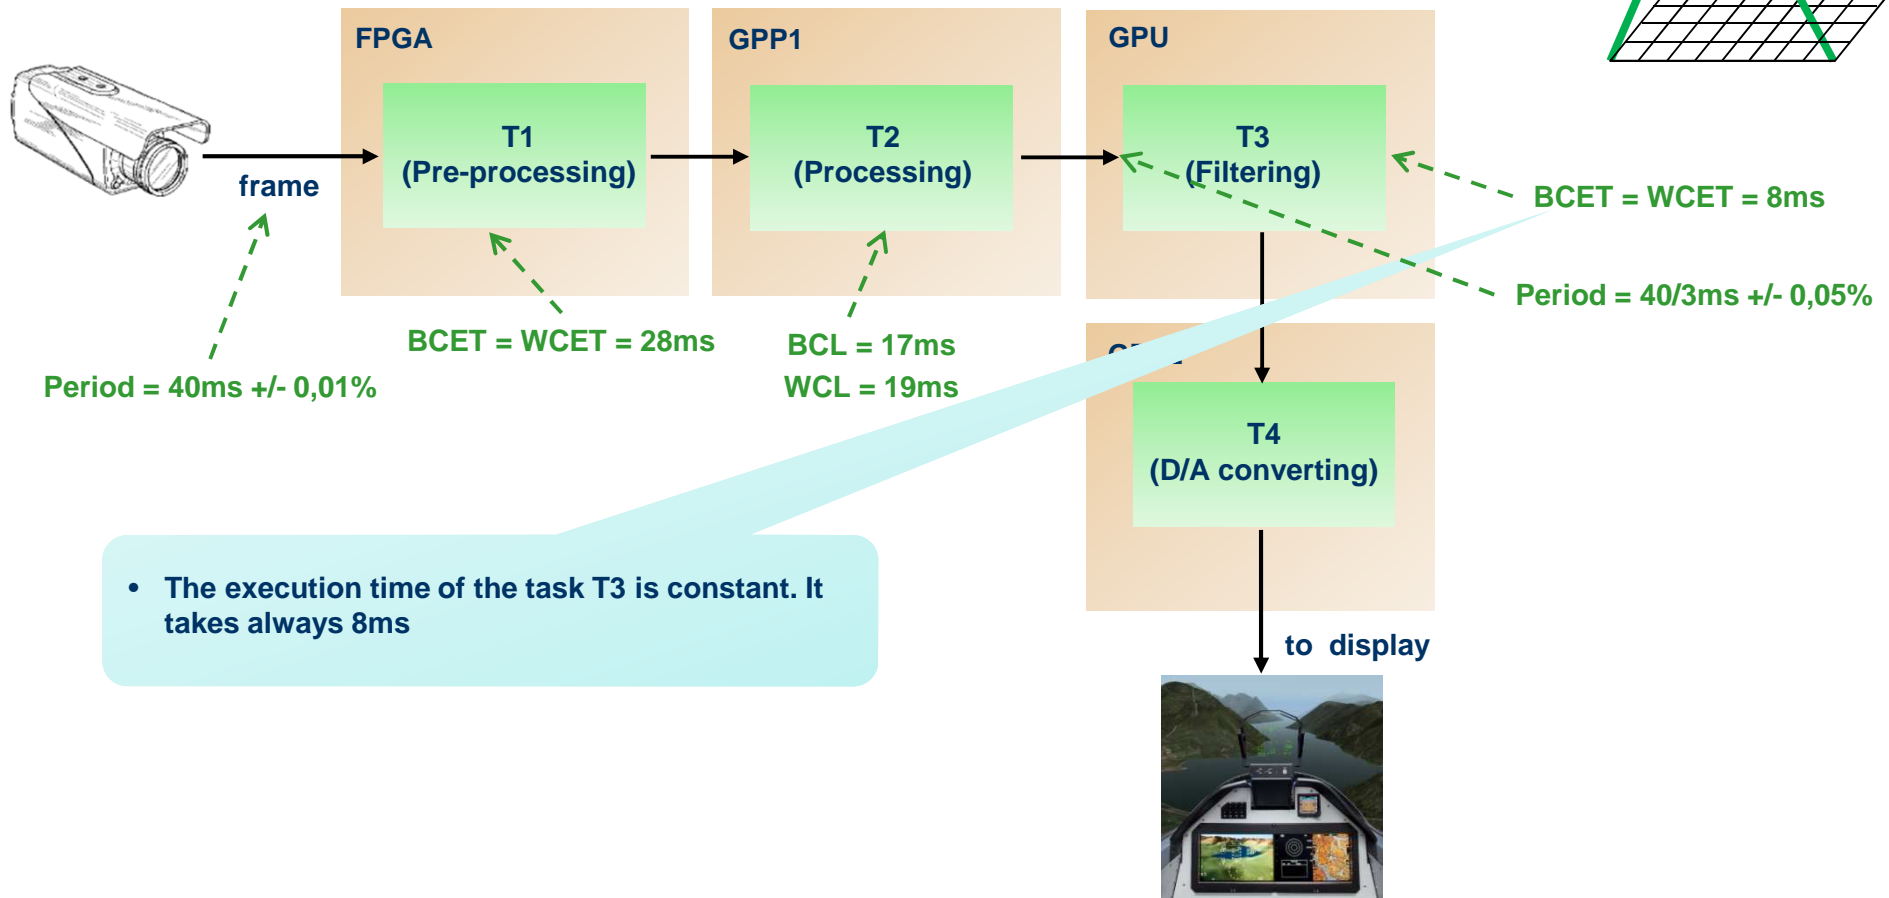 FPGA
GPP1
GPU
T1
(Pre-processing)
T2
(Processing)
T3
(Filtering)
frame
BCET = WCET = 8ms
Period = 40/3ms +/- 0,05%
BCET = WCET = 28ms
BCL = 17ms
WCL = 19ms
Period = 40ms +/- 0,01%
T4
(D/A converting)
• The execution time of the task T3 is constant. It
takes always 8ms
to display